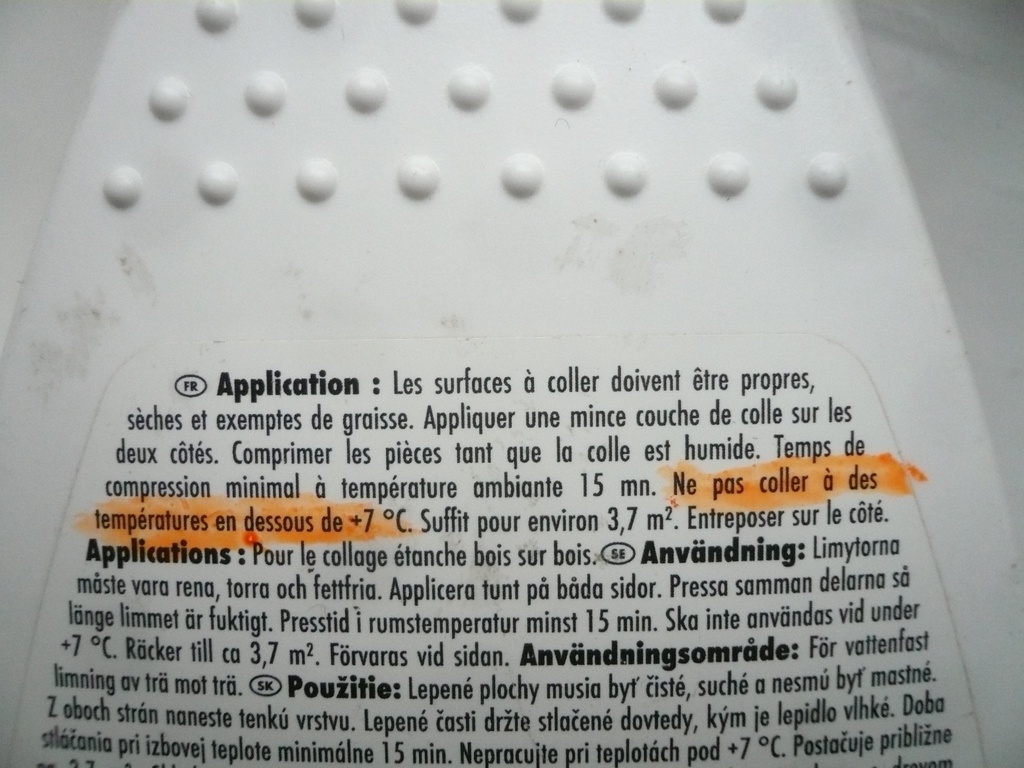 FR Application : Les surfaces à coller doivent être propres,
sèches et exemptes de graisse. Appliquer une mince couche de colle sur les
deux côtés. Comprimer les pièces tant que la colle est humide. Temps de
compression minimal à température ambiante 15 mn. Ne pas coller à des
températures en dessous de +7 °C. Suffit pour environ 3,7 m². Entreposer sur le côté.
Applications : Pour le collage étanche bois sur bois. SE Användning: Limytorna
måste vara rena, torra och fettfria. Applicera tunt på båda sidor. Pressa samman delarna så
länge limmet är fuktigt. Presstid i rumstemperatur minst 15 min. Ska inte användas vid under
+7 °C. Räcker till ca 3,7 m². Förvaras vid sidan. Användningsområde: För vattenfast
limning av trä mot trä. SK Použitie: Lepené plochy musia byť čisté, suché a nesmú byť mastné.
Z oboch strán naneste tenkú vrstvu. Lepené časti držte stlačené dovtedy, kým je lepidlo vlhké. Doba
stláčania pri izbovej teplote minimálne 15 min. Nepracujte pri teplotách pod +7 °C. Postačuje približne